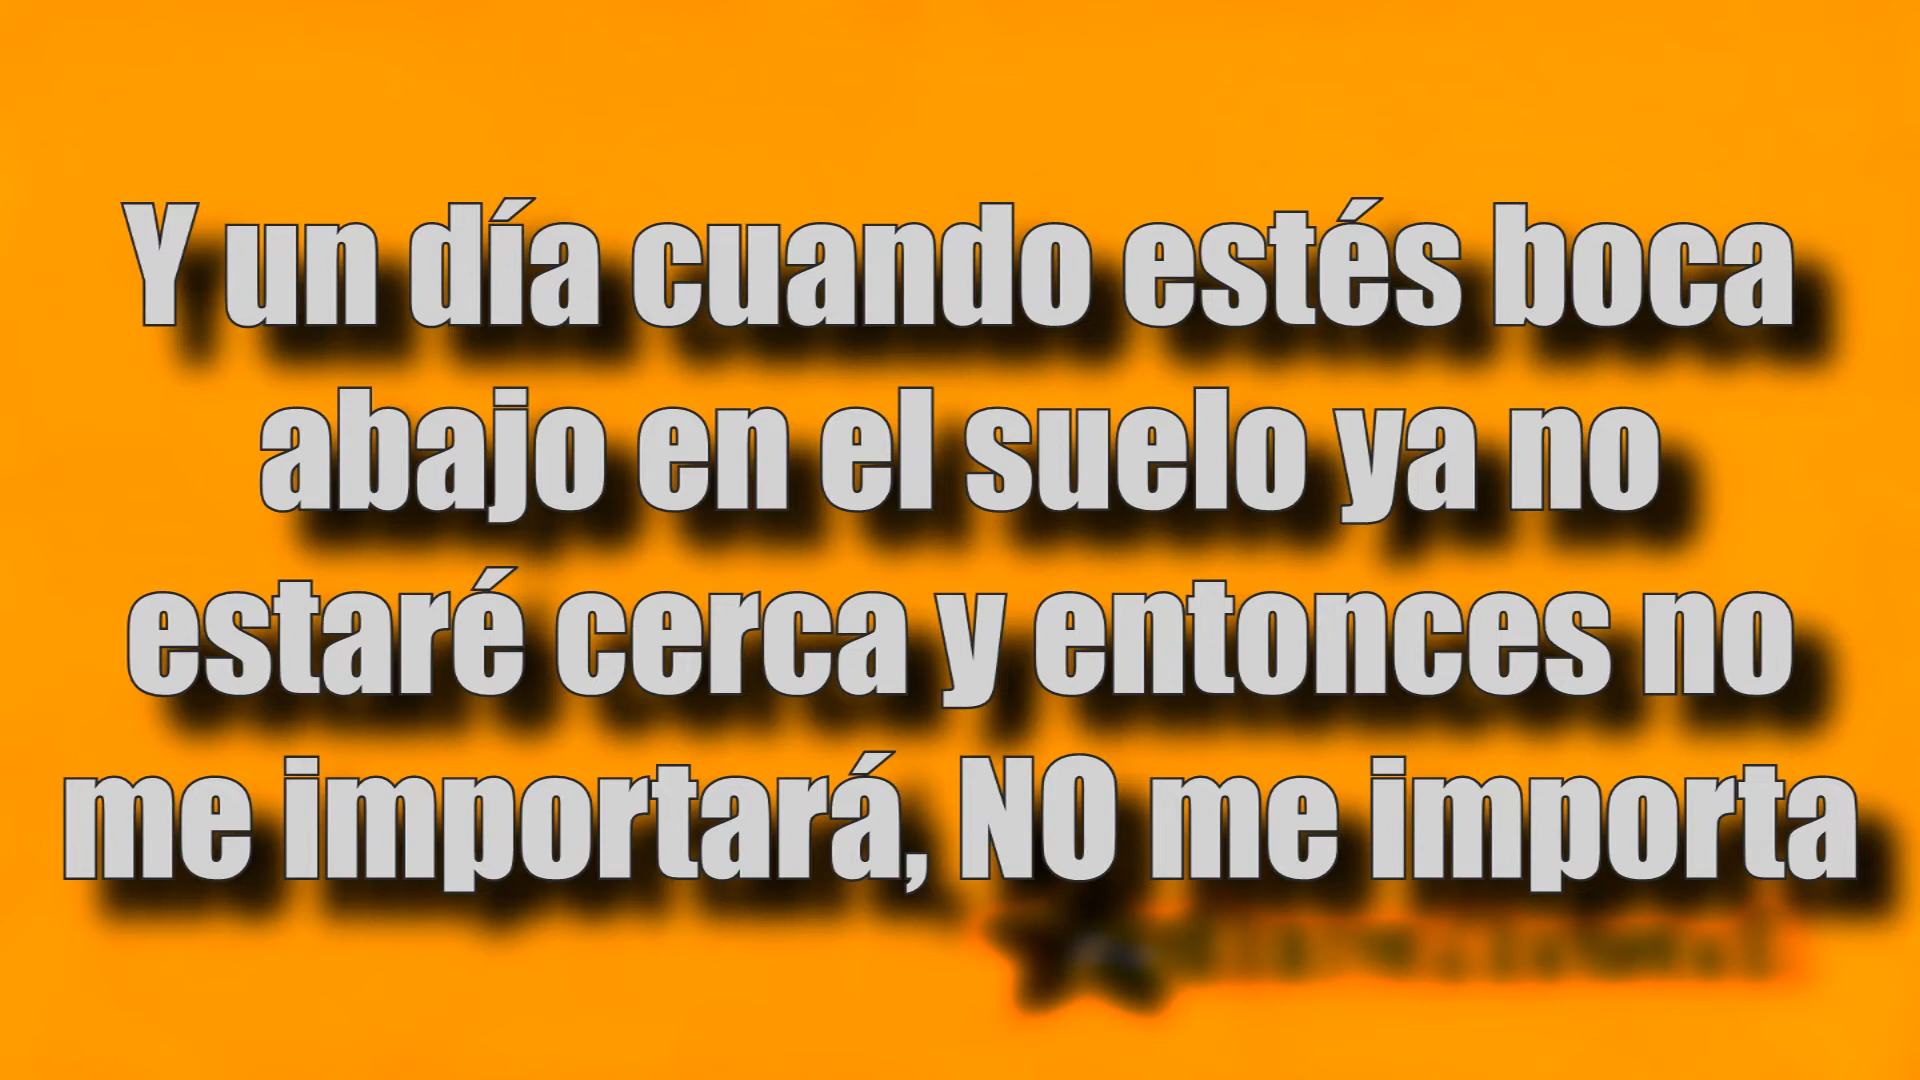 Y un día cuando estés boca
abajo en el suelo ya no
estaré cerca y entonces no
me importará, NO me importa